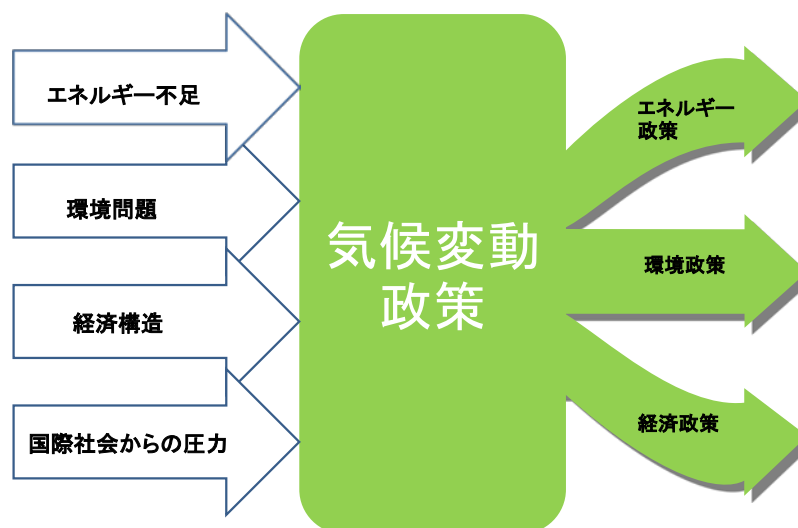 エネルギー不足
環境問題
経済構造
国際社会からの圧力
気候変動
政策
エネルギー
政策
環境政策
経済政策